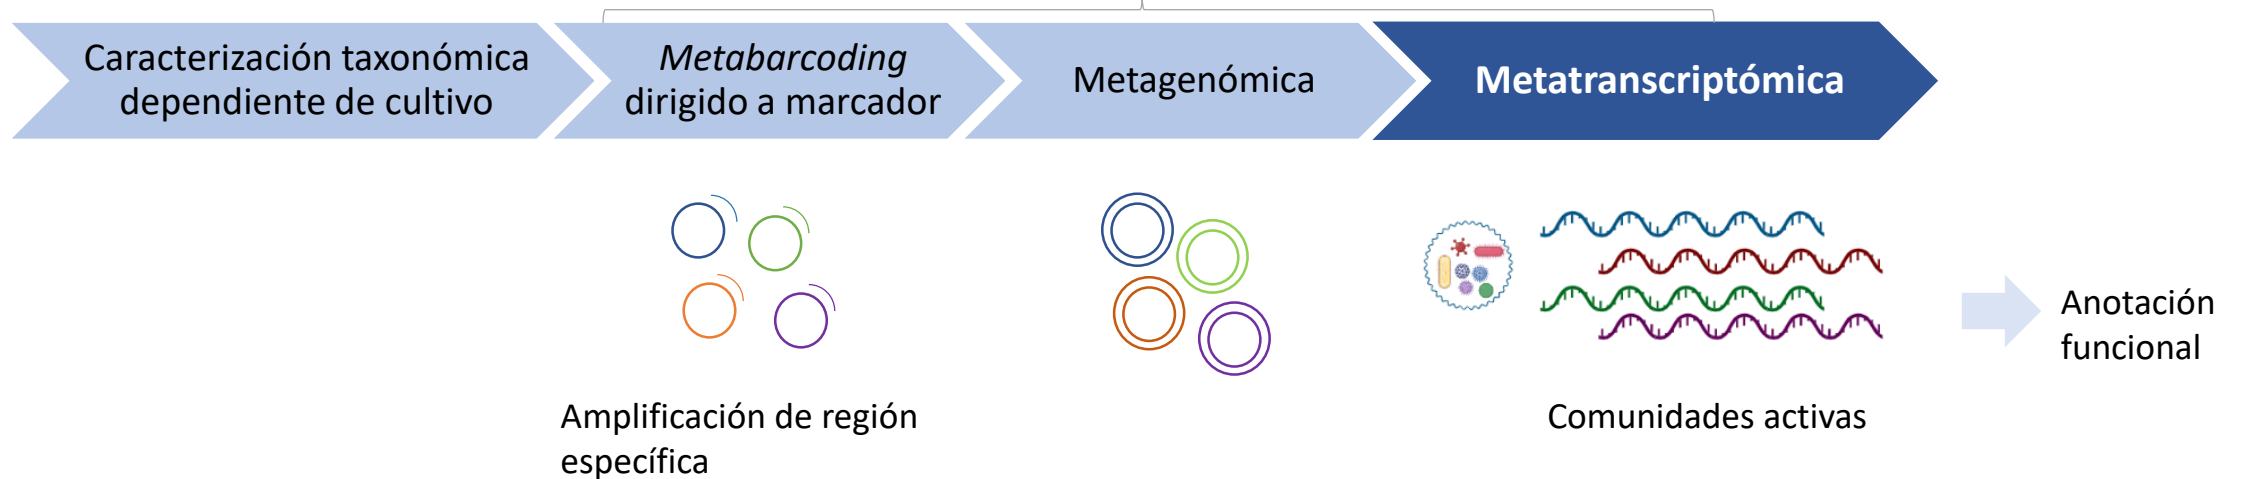 Caracterización taxonómica
dependiente de cultivo
Metabarcoding
dirigido a marcador
Metagenómica
Metatranscriptómica
Anotación
funcional
Amplificación de región
específica
Comunidades activas